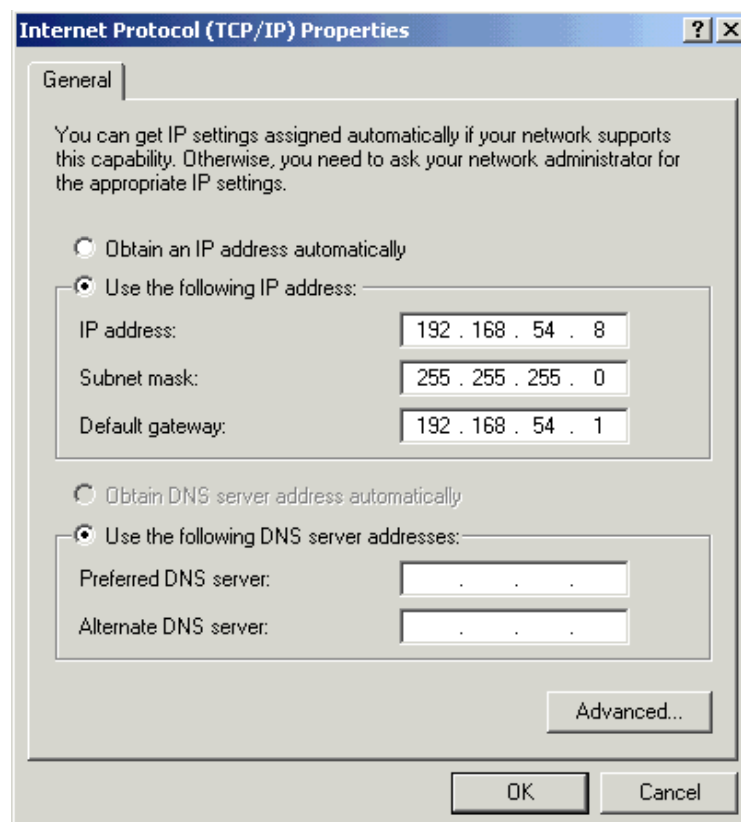 Internet Protocol (TCP/IP) Properties
General
You can get IP settings assigned automatically if your network supports
this capability. Otherwise, you need to ask your network administrator for
the appropriate IP settings.
Obtain an IP address automatically
Use the following IP address:
IP address: 192 . 168 . 54 . 8
Subnet mask: 255 . 255 . 255 . 0
Default gateway: 192 . 168 . 54 . 1
Obtain DNS server address automatically
Use the following DNS server addresses:
Preferred DNS server: . . .
Alternate DNS server: . . .
Advanced...
OK Cancel